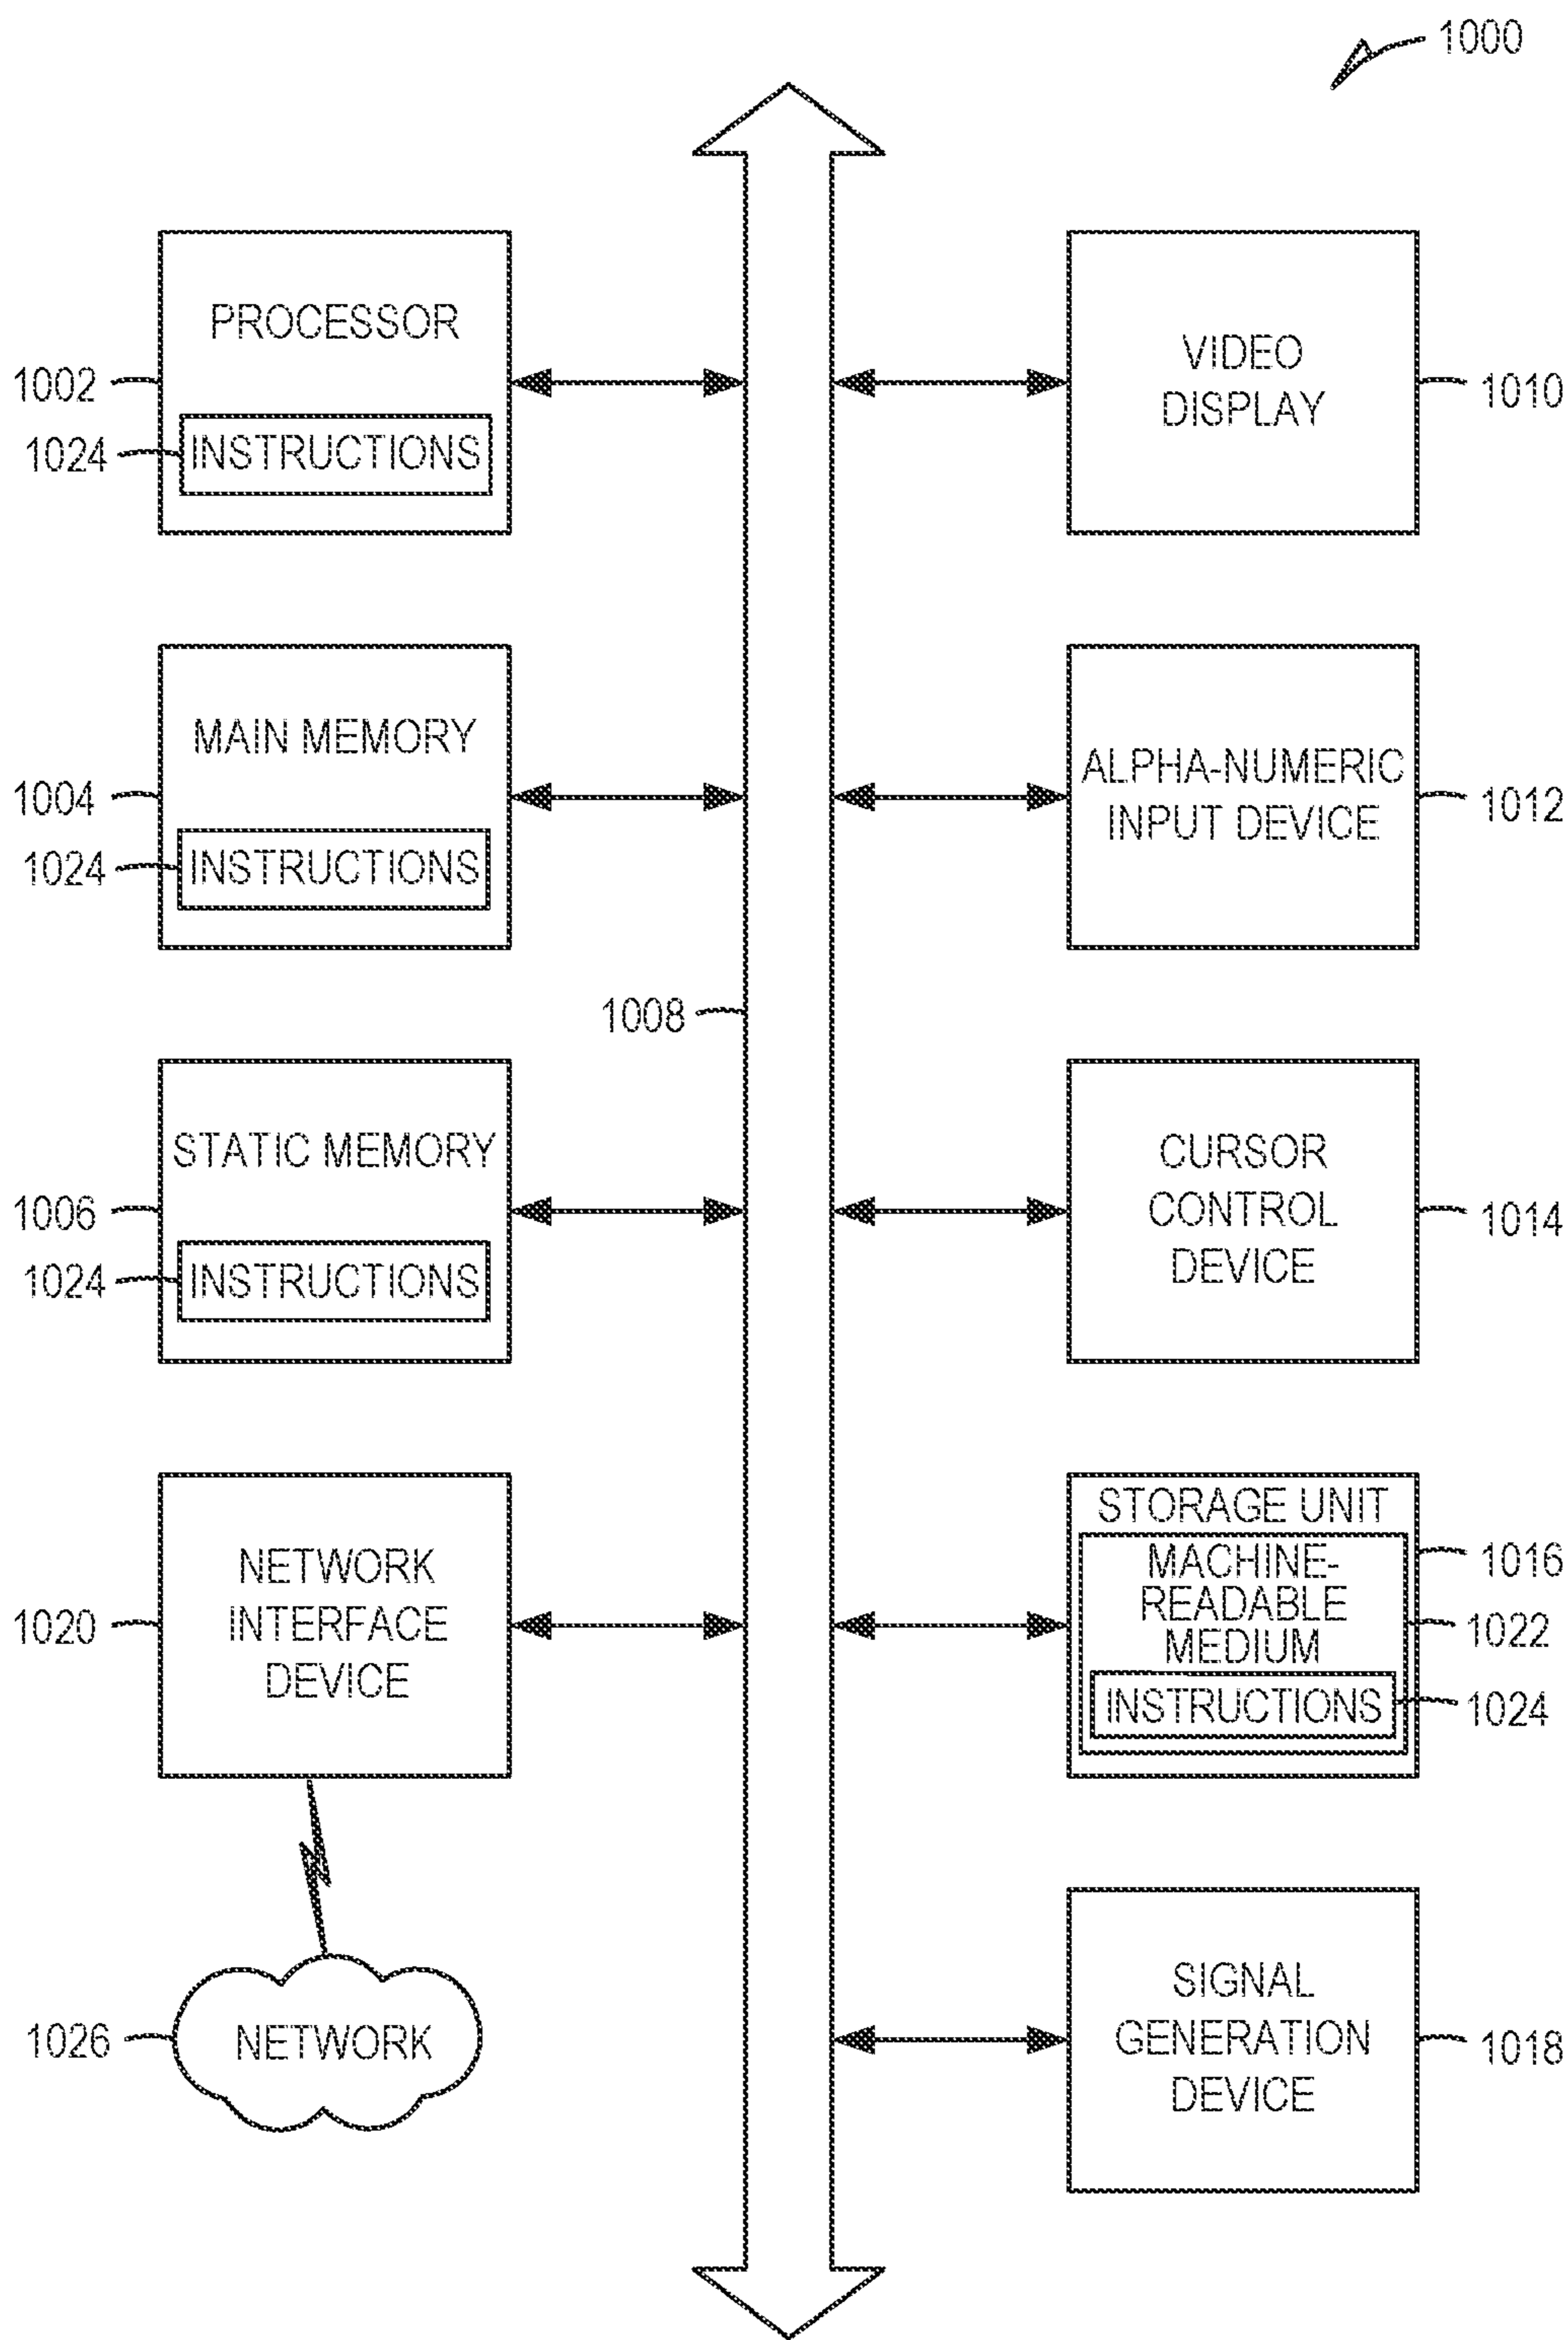 1000
PROCESSOR
1002
1024
INSTRUCTIONS
VIDEO
DISPLAY
1010
MAIN MEMORY
1004
1024
INSTRUCTIONS
ALPHA-NUMERIC
INPUT DEVICE
1012
1008
STATIC MEMORY
1006
1024
INSTRUCTIONS
CURSOR
CONTROL
DEVICE
1014
NETWORK
INTERFACE
DEVICE
1020
STORAGE UNIT
MACHINE-
READABLE
MEDIUM
INSTRUCTIONS
1016
1022
1024
NETWORK
1026
SIGNAL
GENERATION
DEVICE
1018